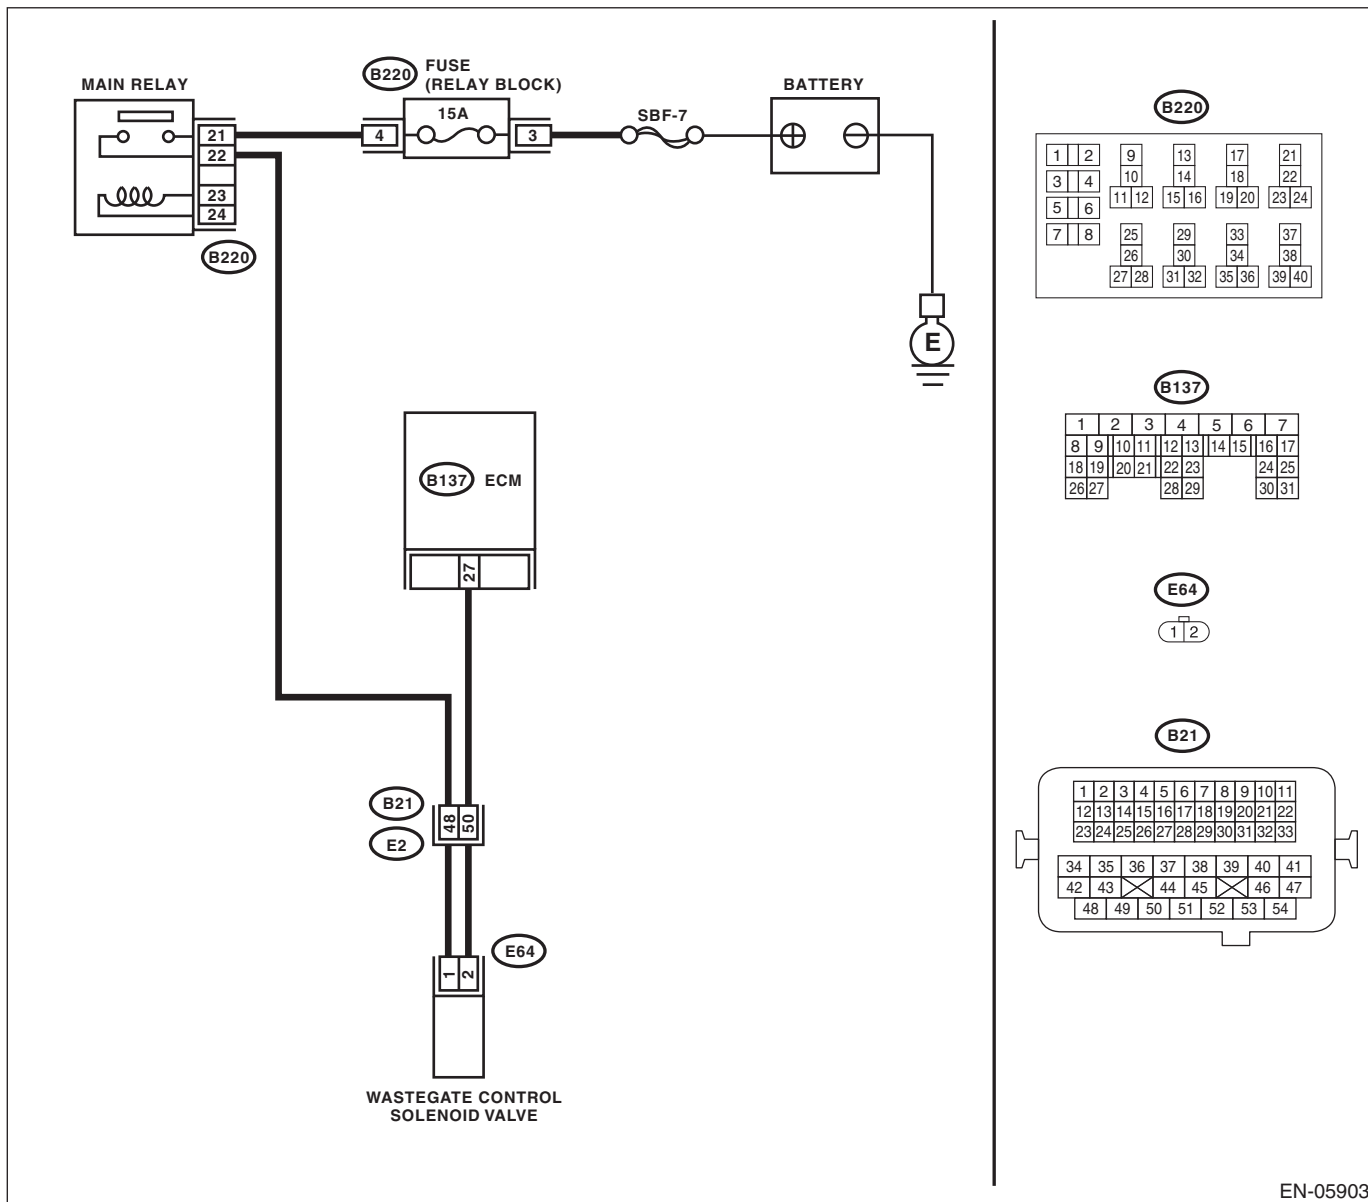 MAIN RELAY
B220
FUSE
(RELAY BLOCK)
15A
SBF-7
BATTERY
21
22
23
24
4
3
B220
E
B137 ECM
27
B21
E2
48 50
E64
1 2
WASTEGATE CONTROL
SOLENOID VALVE
B220
1 2 9 13 17 21
10 14 18 22
3 4
11 12 15 16 19 20 23 24
5 6
7 8 25 29 33 37
26 30 34 38
27 28 31 32 35 36 39 40
B137
1 2 3 4 5 6 7
8 9 10 11 12 13 14 15 16 17
18 19 20 21 22 23 24 25
26 27 28 29 30 31
E64
1 2
B21
1 2 3 4 5 6 7 8 9 10 11
12 13 14 15 16 17 18 19 20 21 22
23 24 25 26 27 28 29 30 31 32 33
34 35 36 37 38 39 40 41
42 43 44 45 46 47
48 49 50 51 52 53 54
EN-05903